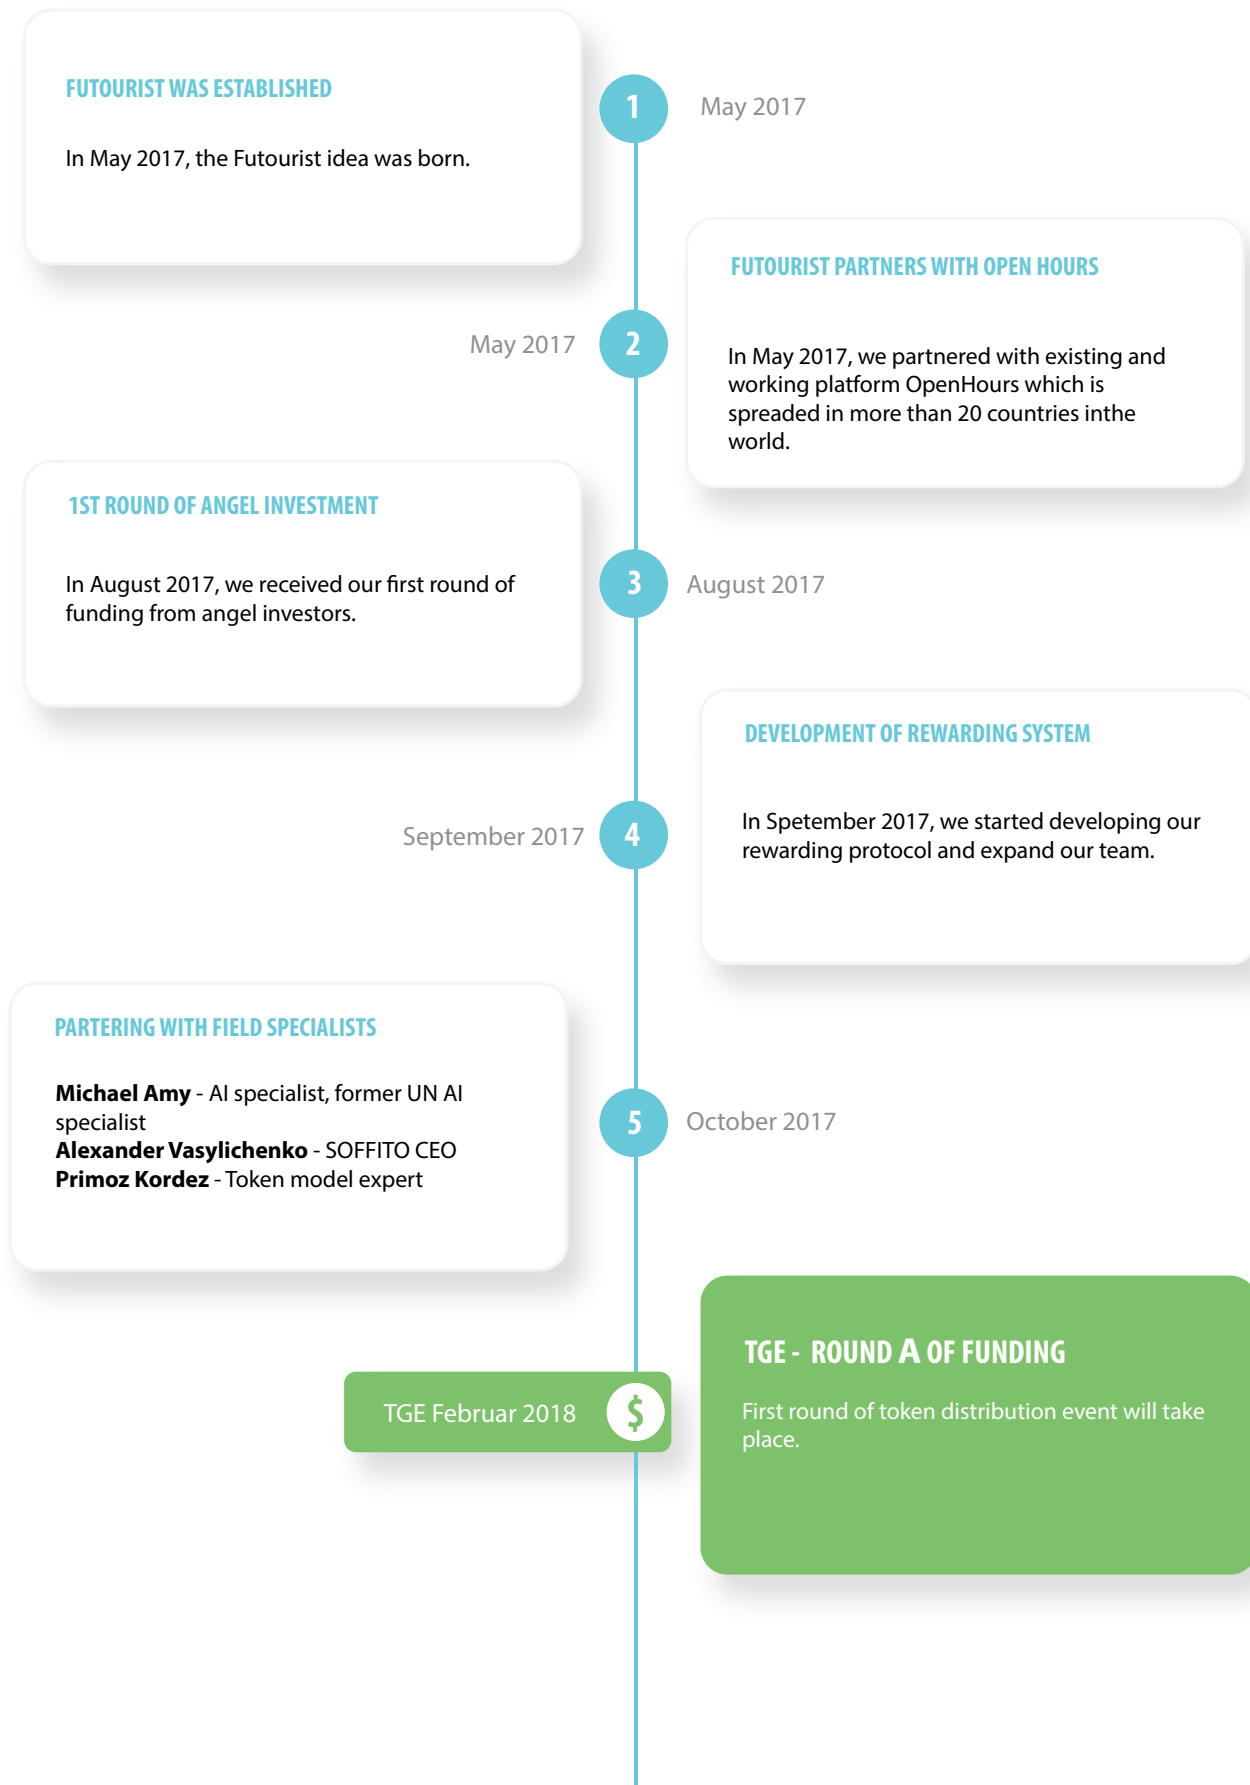 FUTOURIST WAS ESTABLISHED
In May 2017, the Futourist idea was born.
1
May 2017
FUTOURIST PARTNERS WITH OPEN HOURS
In May 2017, we partnered with existing and
working platform OpenHours which is
spreaded in more than 20 countries inthe
world.
May 2017
2
1ST ROUND OF ANGEL INVESTMENT
In August 2017, we received our first round of
funding from angel investors.
3
August 2017
DEVELOPMENT OF REWARDING SYSTEM
In Spetember 2017, we started developing our
rewarding protocol and expand our team.
September 2017
4
PARTERING WITH FIELD SPECIALISTS
Michael Amy - AI specialist, former UN AI
specialist
Alexander Vasylichenko - SOFFITO CEO
Primoz Kordez - Token model expert
5
October 2017
TGE - ROUND A OF FUNDING
First round of token distribution event will take
place.
TGE Februar 2018
$